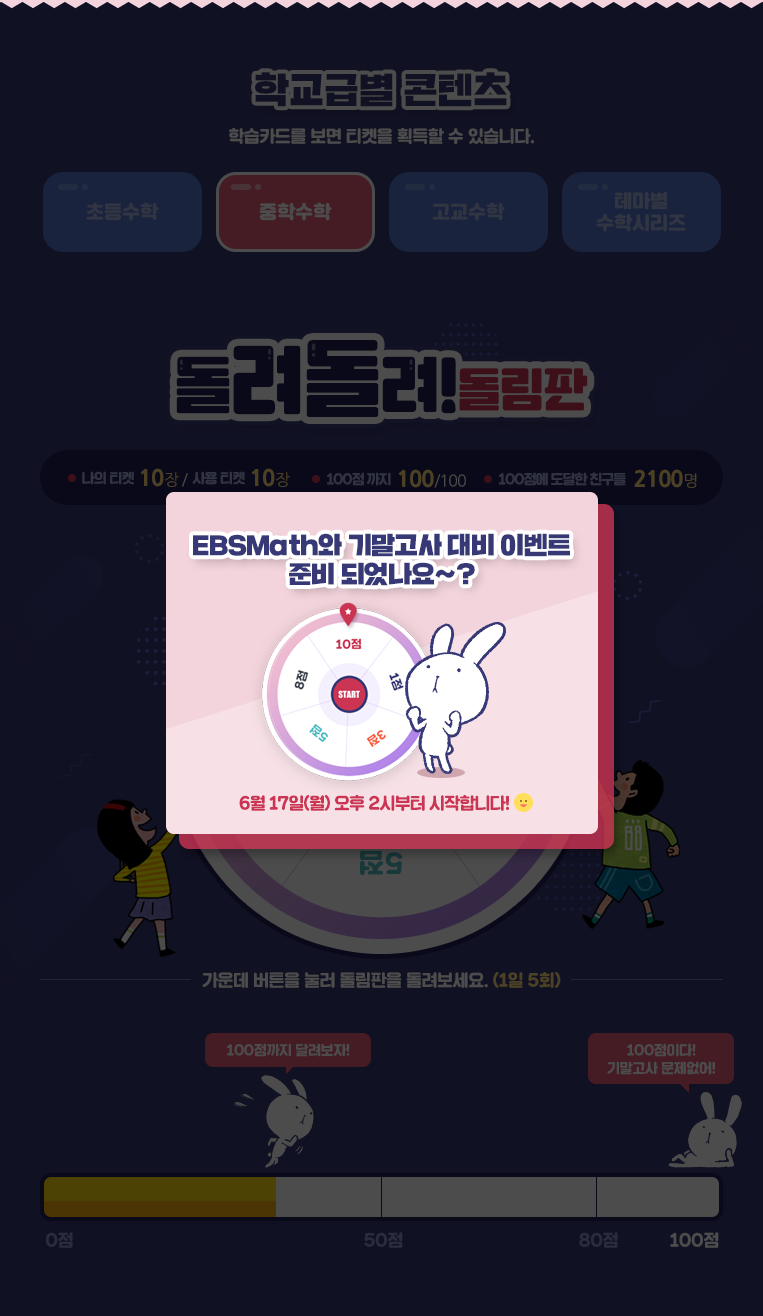 학교급별 콘텐츠
학습카드를 보면 티켓을 획득할 수 있습니다.
초등수학
중학수학
고교수학
테마별
수학시리즈
돌려돌려!돌림판
나의 티켓 10장 / 사용 티켓 10장
100점 까지 100/100
100점에 도달한 친구들 2100명
EBSMath와 기말고사 대비 이벤트
준비 되었나요~?
10점
8점
1점
START
5점
3점
6월 17일(월) 오후 2시부터 시작합니다!
88
5점
가운데 버튼을 눌러 돌림판을 돌려보세요. (1일 5회)
100점까지 달려보자!
100점이다!
기말고사 문제없어!
0점
50점
80점
100점